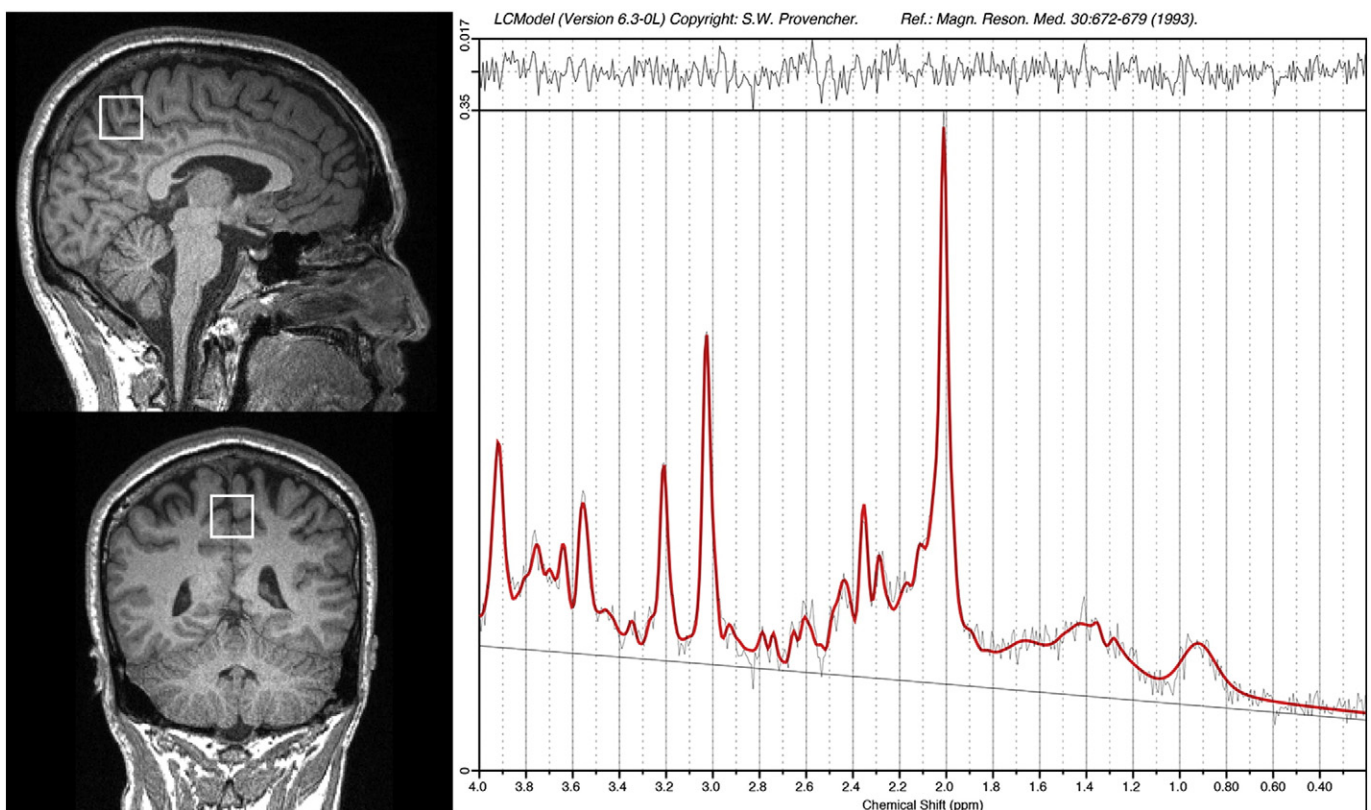 LCModel (Version 6.3-0L) Copyright: S.W. Provencher. Ref.: Magn. Reson. Med. 30:672-679 (1993).
0.017
0.35
0
4.0 3.8 3.6 3.4 3.2 3.0 2.8 2.6 2.4 2.2 2.0 1.8 1.6 1.4 1.2 1.0 0.80 0.60 0.40
Chemical Shift (ppm)